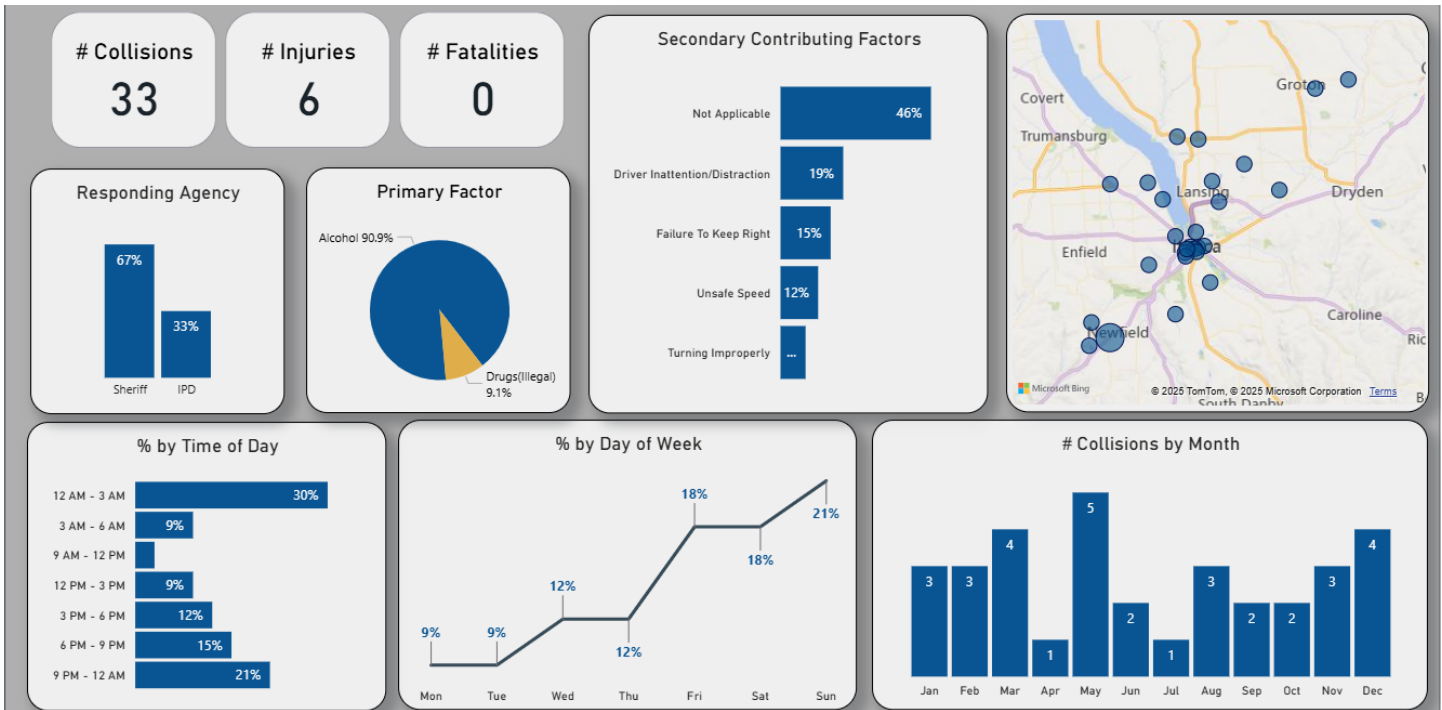 # Collisions
33
# Injuries
6
# Fatalities
0
Secondary Contributing Factors
Not Applicable
46%
Driver Inattention/Distraction
19%
Failure To Keep Right
15%
Unsafe Speed
12%
Turning Improperly
...
Groton
Covert
Trumansburg
Lansing
Dryden
Enfield
Caroline
Newfield
Ric
Microsoft Bing
© 2025 TomTom, © 2025 Microsoft Corporation Terms
South Danby
B
Responding Agency
67%
33%
Sheriff
IPD
Primary Factor
Alcohol 90.9%
Drugs(Illegal)
9.1%
% by Time of Day
12 AM - 3 AM
30%
3 AM - 6 AM
9%
9 AM - 12 PM
12 PM - 3 PM
9%
3 PM - 6 PM
12%
6 PM - 9 PM
15%
9 PM - 12 AM
21%
% by Day of Week
9%
9%
12%
12%
18%
18%
21%
Mon
Tue
Wed
Thu
Fri
Sat
Sun
# Collisions by Month
3
3
4
1
5
2
1
3
2
2
3
4
Jan
Feb
Mar
Apr
May
Jun
Jul
Aug
Sep
Oct
Nov
Dec